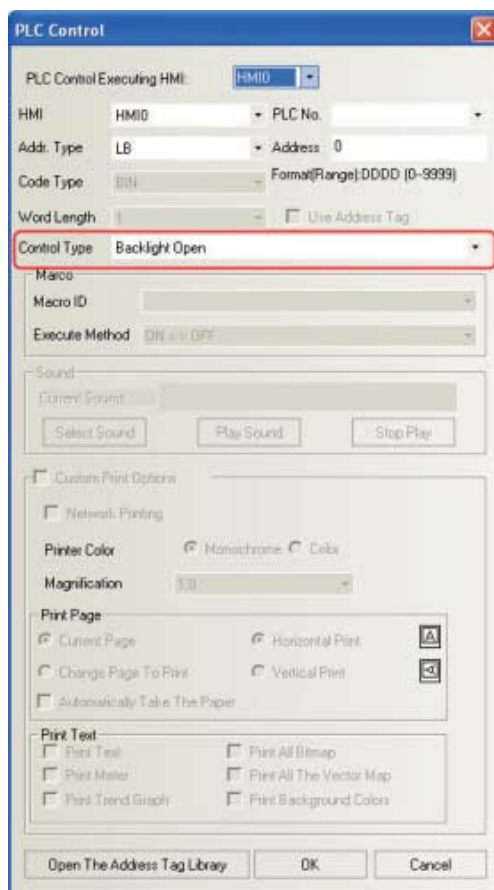 PLC Control
PLC Control Executing HMI: HMI0
HMI HMI0 PLC No.
Addr. Type LB Address 0
Code Type BIN Format(Range):DDDD (0-9999)
Word Length 1 Use Address Tag
Control Type Backlight Open
Marco
Macro ID
Execute Method ON <-> OFF
Sound
Current Sound
Select Sound Play Sound Stop Play
Custom Print Options
Network Printing
Printer Color Monochrome Color
Magnification 1.0
Print Page
Current Page Horizontal Print A
Change Page To Print Vertical Print A
Automatically Take The Paper
Print Text
Print Text Print All Bitmap
Print Meter Print All The Vector Map
Print Trend Graph Print Background Colors
Open The Address Tag Library OK Cancel